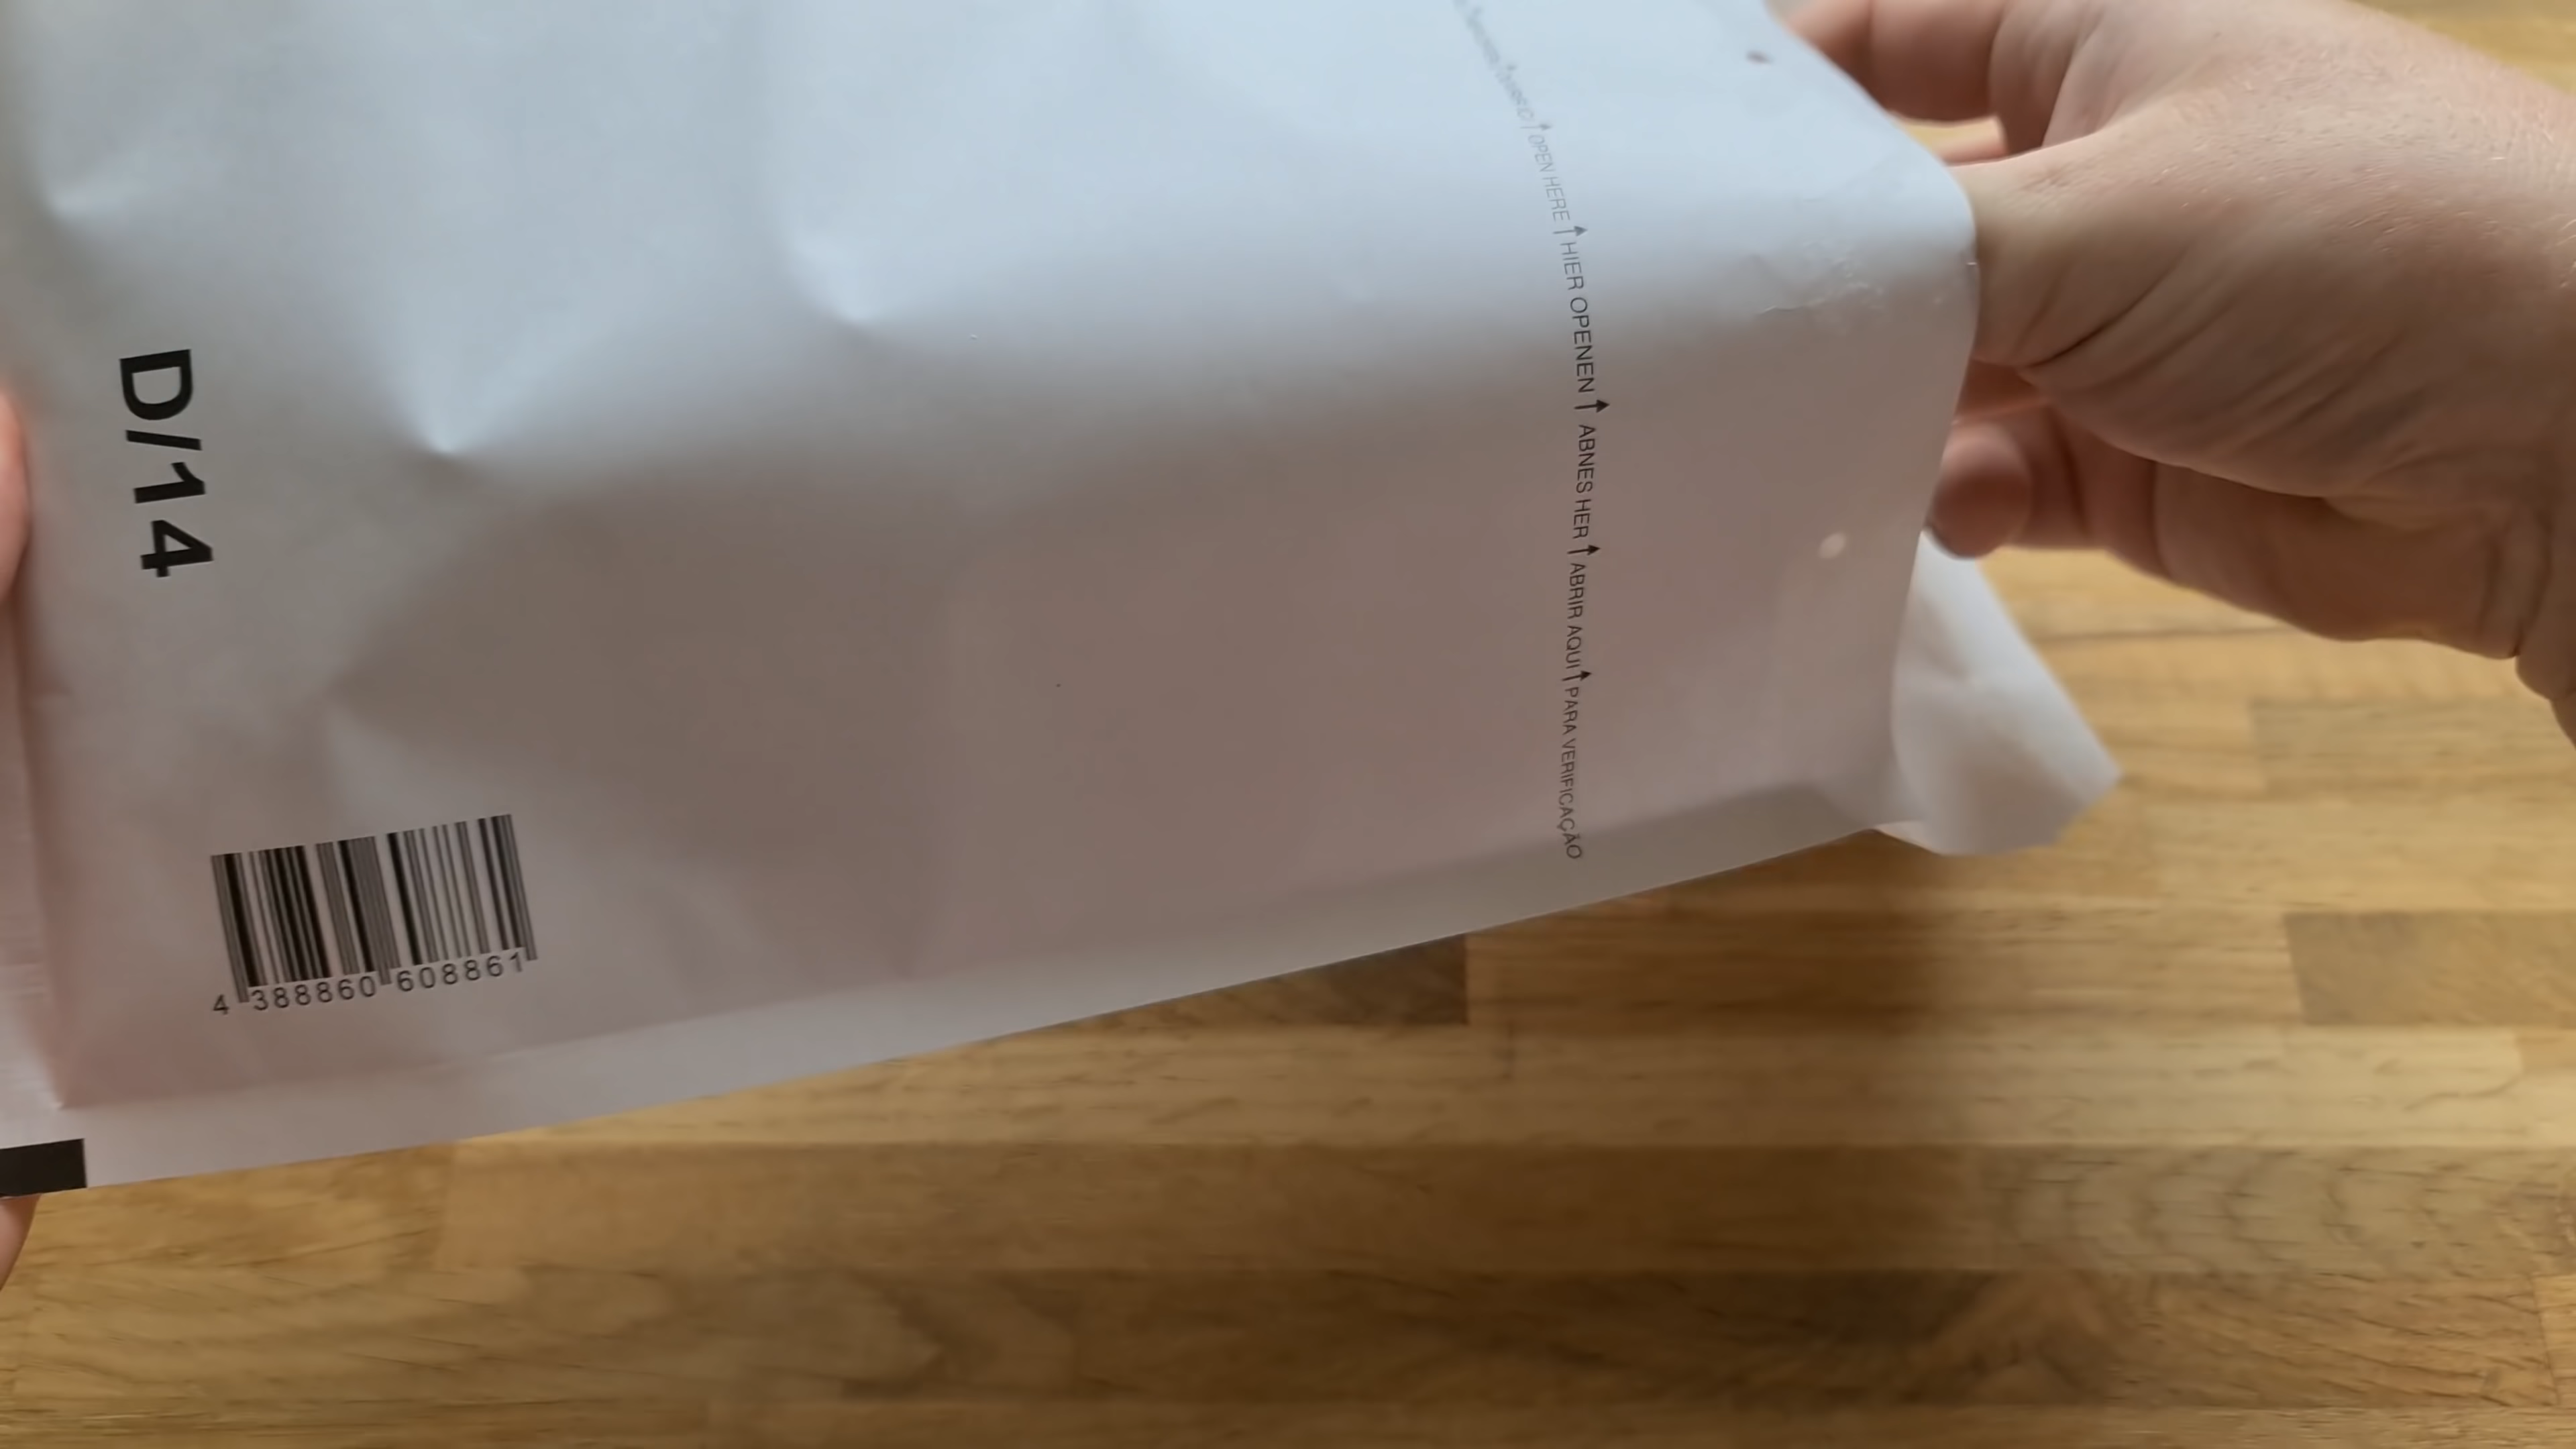 D/14
OPEN HERE ↑ HIER OPENEN ↑ ABNES HER ↑ ABRIR AQUI ↑ PARA VERIFICAÇÃO
4 388860 608861